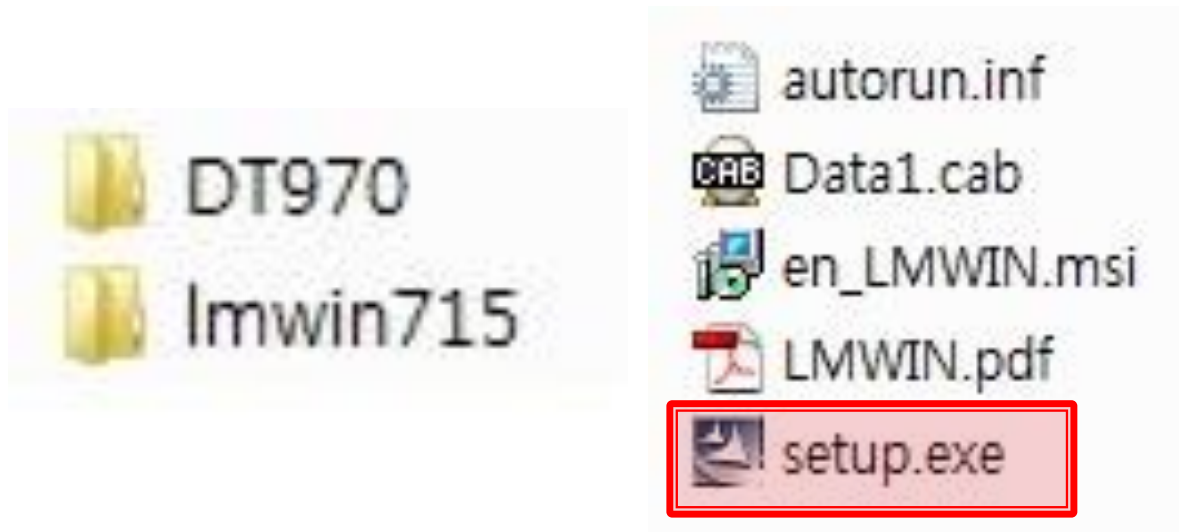 DT970
lmwin715
autorun.inf
CAB Data1.cab
en_LMWIN.msi
LMWIN.pdf
setup.exe